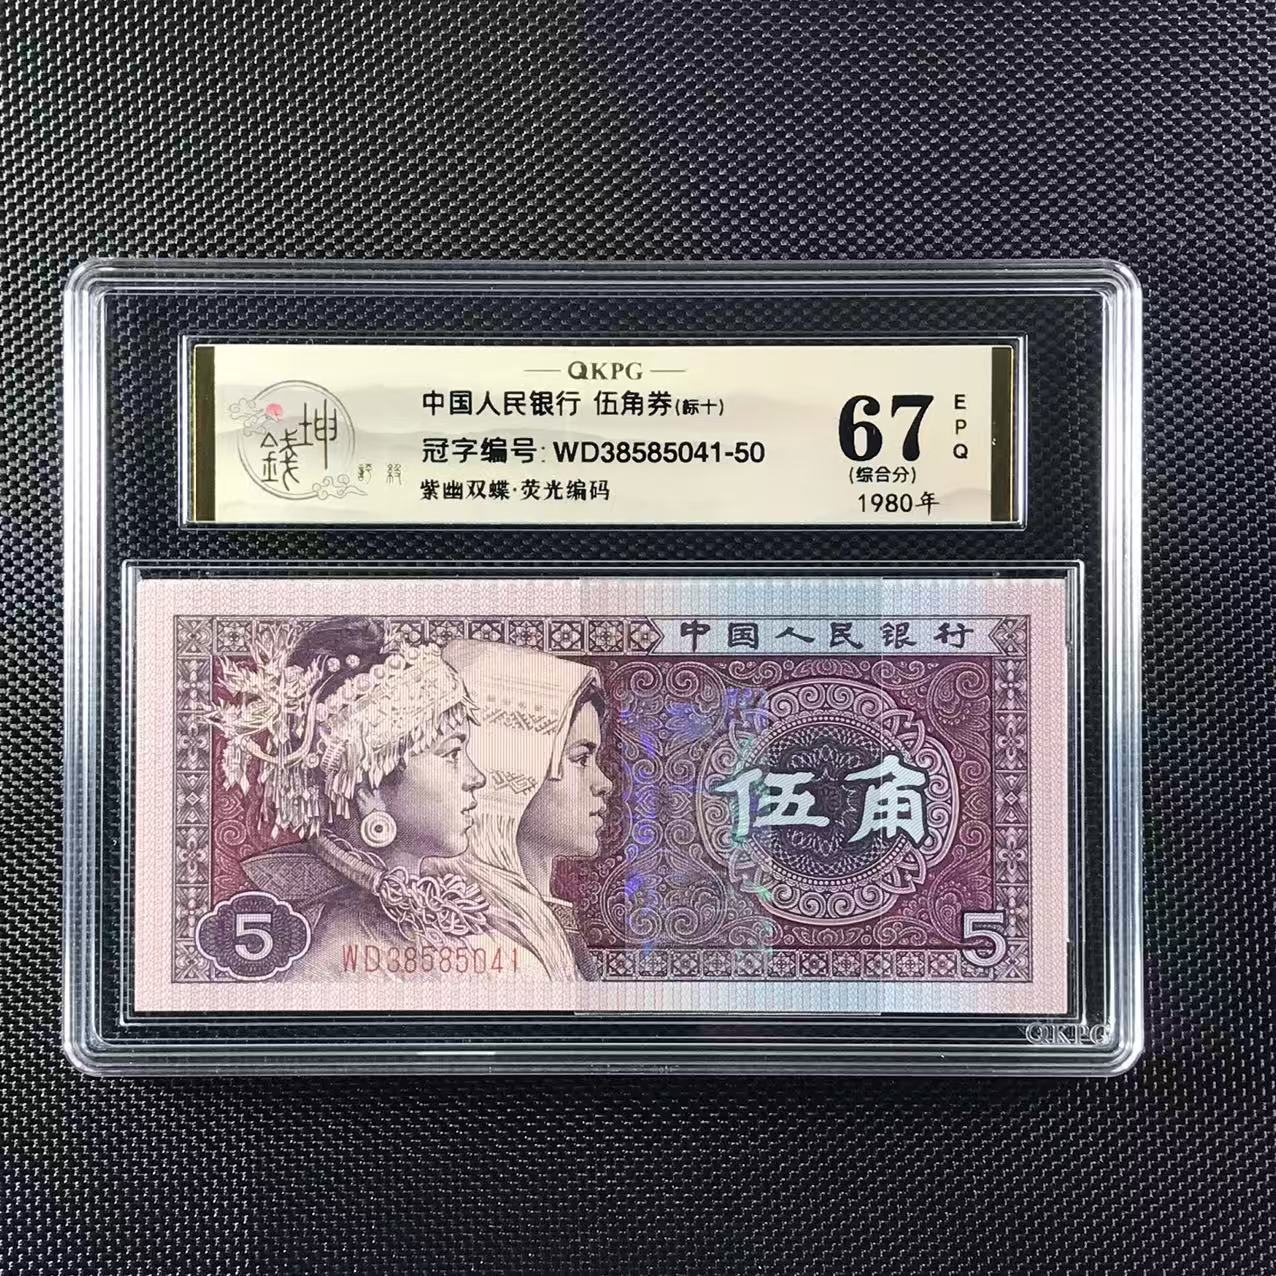 QKPG
中国人民银行 伍角券(标十)
冠字编号: WD38585041-50
紫幽双蝶·荧光编码
坤
錢
67
EPQ
(综合分)
1980年
中国人民银行
伍角
5
WD38585041
5
QKPG